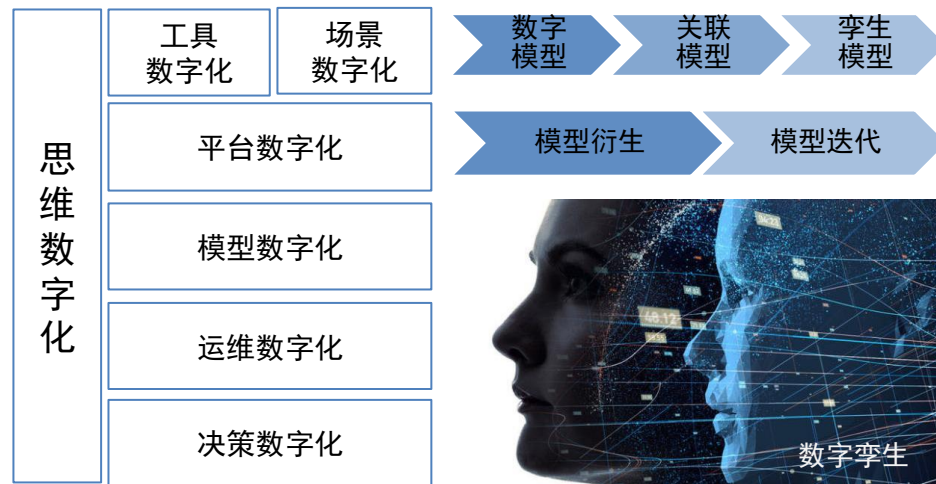 思
维
数
字
化
工具
数字化
场景
数字化
平台数字化
模型数字化
运维数字化
决策数字化
数字
模型
关联
模型
孪生
模型
模型衍生
模型迭代
48.12
数字孪生